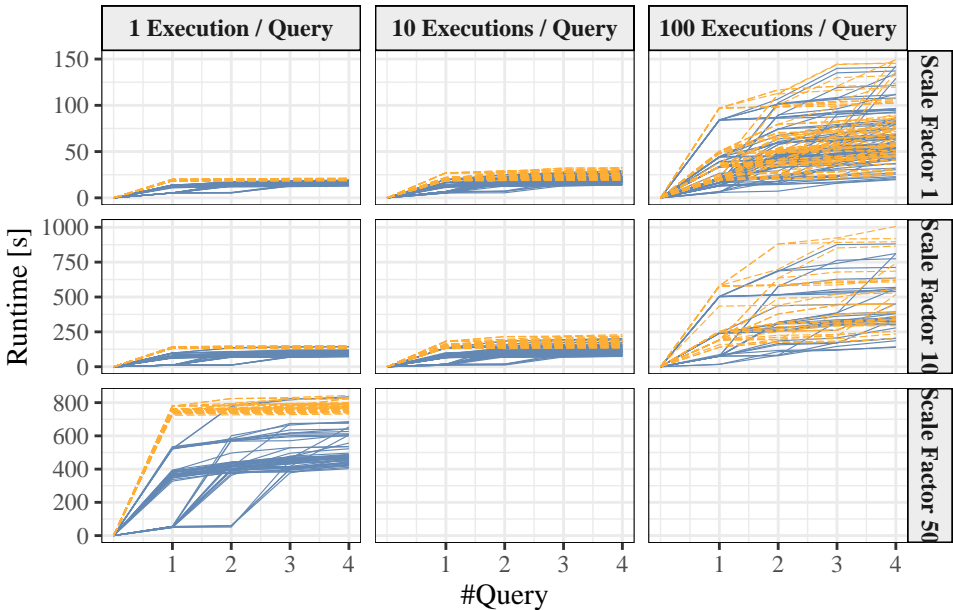 1 Execution / Query
10 Executions / Query
100 Executions / Query
150
100
50
0
Scale Factor 1
1000
750
500
250
0
Scale Factor 10
800
600
400
200
0
Scale Factor 50
Runtime [s]
1 2 3 4
1 2 3 4
1 2 3 4
#Query